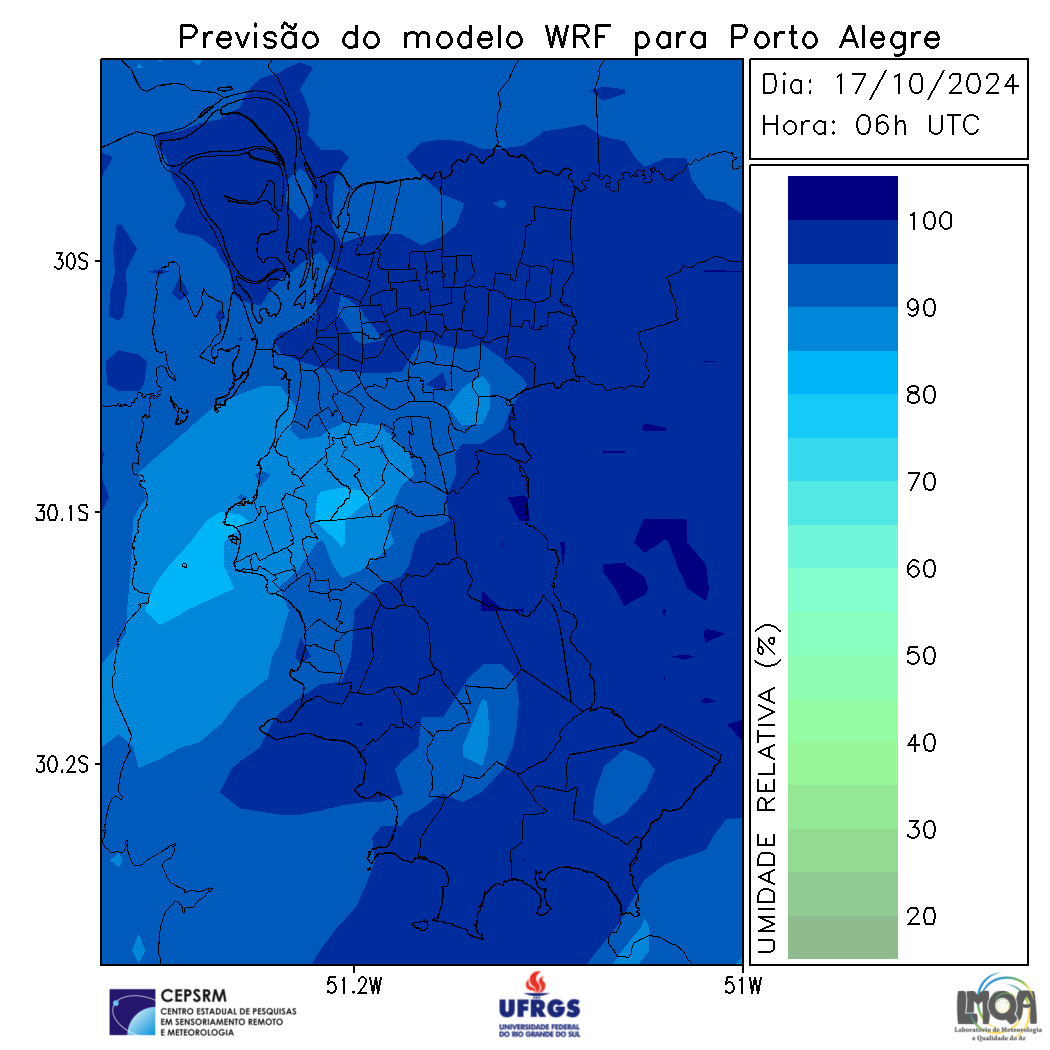 Previsão do modelo WRF para Porto Alegre
Dia: 17/10/2024
Hora: 06h UTC
100
90
80
70
60
50
40
30
20
UMIDADE RELATIVA (%)
30S
30.1S
30.2S
51.2W
51W
CEPSRM
CENTRO ESTADUAL DE PESQUISAS
EM SENSORIAMENTO REMOTO
E METEOROLOGIA
UFRGS
UNIVERSIDADE FEDERAL
DO RIO GRANDE DO SUL
LMQA
Laboratório de Meteorologia
e Qualidade do Ar